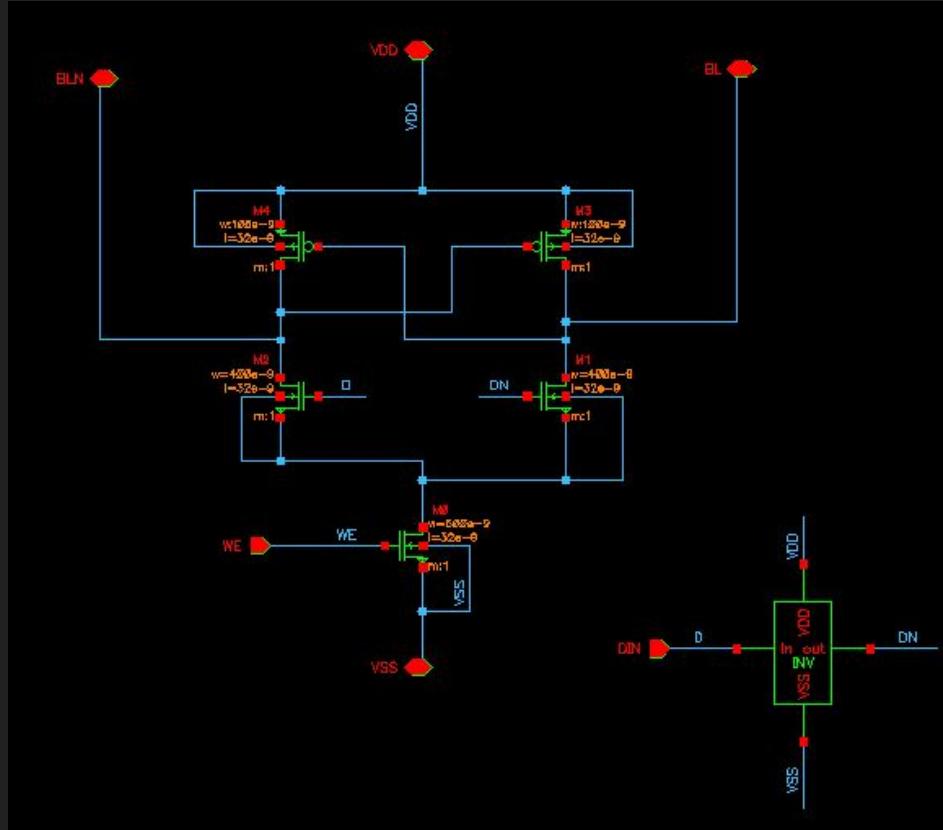 VDD
BLN
BL
VDD
M4
w:100e-9
l=32e-9
m:1
M3
w:100e-9
l=32e-9
m:1
M2
w=400e-9
l=32e-9
m:1
D
DN
M1
w=400e-9
l=32e-9
m:1
M0
w=600e-9
l=32e-9
m:1
WE
WE
VSS
VSS
VDD
DIN
D
VDD
In out
INV
VSS
DN
VSS